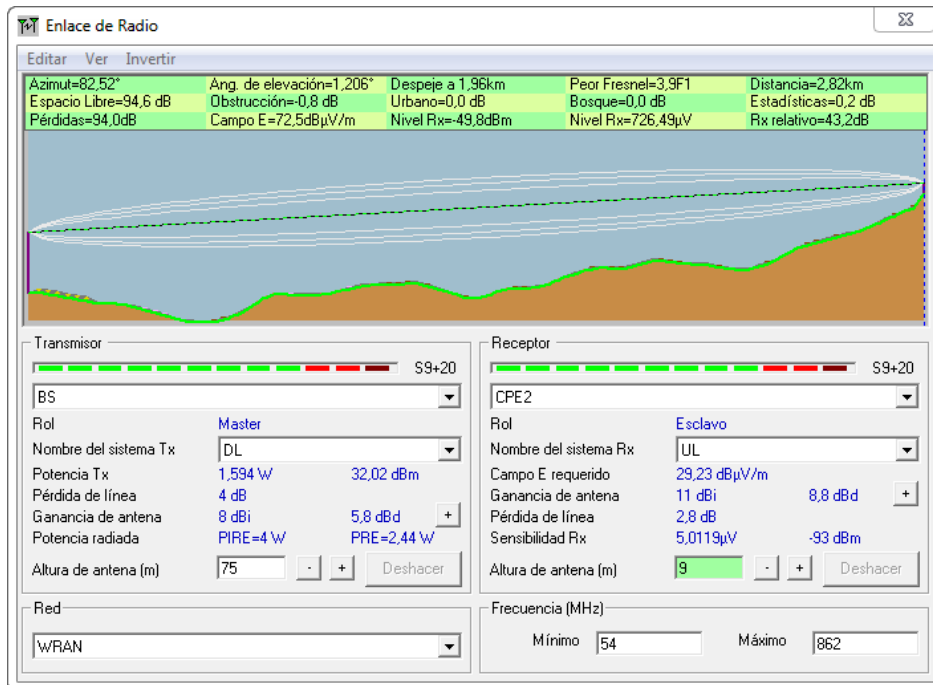 Enlace de Radio
Editar Ver Invertir
Azimut=82,52° Ang. de elevación=1,206° Despeje a 1,96km Peor Fresnel=3,9F1 Distancia=2,82km
Espacio Libre=94,6 dB Obstrucción=-0,8 dB Urbano=0,0 dB Bosque=0,0 dB Estadísticas=0,2 dB
Pérdidas=94,0dB Campo E=72,5dBµV/m Nivel Rx=-49,8dBm Nivel Rx=726,49µV Rx relativo=43,2dB
Transmisor
S9+20
BS
Rol Master
Nombre del sistema Tx DL
Potencia Tx 1,594 W 32,02 dBm
Pérdida de línea 4 dB
Ganancia de antena 8 dBi 5,8 dBd +
Potencia radiada PIRE=4 W PRE=2,44 W
Altura de antena (m) 75 - + Deshacer
Red
WRAN
Receptor
S9+20
CPE2
Rol Esclavo
Nombre del sistema Rx UL
Campo E requerido 29,23 dBµV/m
Ganancia de antena 11 dBi 8,8 dBd +
Pérdida de línea 2,8 dB
Sensibilidad Rx 5,0119µV -93 dBm
Altura de antena (m) 9 - + Deshacer
Frecuencia (MHz)
Mínimo 54 Máximo 862